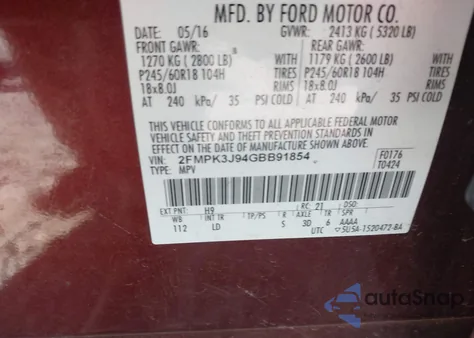 MFD. BY FORD MOTOR CO.
DATE: 05/16 GVWR: 2413 KG ( 5320 LB)
FRONT GAWR: REAR GAWR:
1270 KG ( 2800 LB) WITH 1179 KG ( 2600 LB) WITH
P245/60R18 104H TIRES P245/60R18 104H TIRES
18x8.0J RIMS 18x8.0J RIMS
AT 240 kPa/ 35 PSI COLD AT 240 kPa/ 35 PSI COLD
THIS VEHICLE CONFORMS TO ALL APPLICABLE FEDERAL MOTOR
VEHICLE SAFETY AND THEFT PREVENTION STANDARDS IN
EFFECT ON THE DATE OF MANUFACTURE SHOWN ABOVE.
VIN: 2FMPK3J94GBB91854 F0176
TYPE: MPV T0424
EXT PNT: H9 RC: 21 DSO:
WB INT TR TP/PS R AXLE TR SPR
112 LD S 3D 6 AAAA
UTC 5U5A-1520472-BA
autoSnap